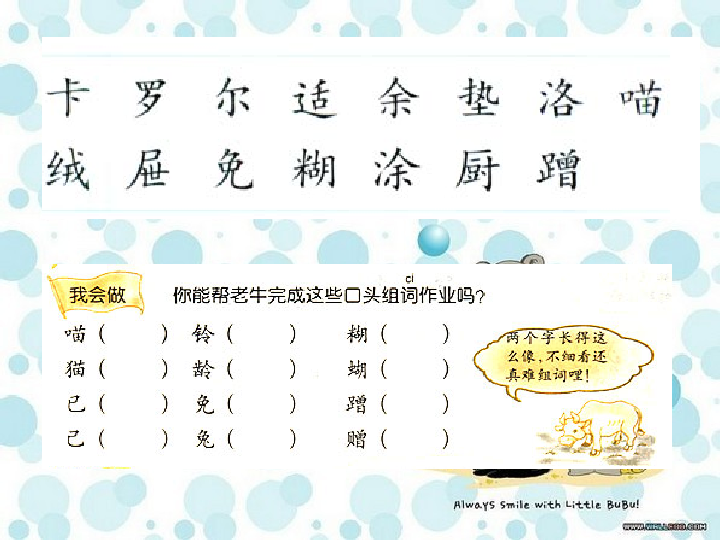 卡 罗 尔 适 余 垫 洛 喵
绒 屉 免 糊 涂 厨 蹭
我会做
cí
你能帮老牛完成这些口头组词作业吗?
喵( ) 铃( ) 糊( )
猫( ) 龄( ) 蝴( )
已( ) 免( ) 蹭( )
己( ) 兔( ) 赠( )
两个字长得这
么像,不细看还
真难组词哩!
Always Smile with Little BuBu!